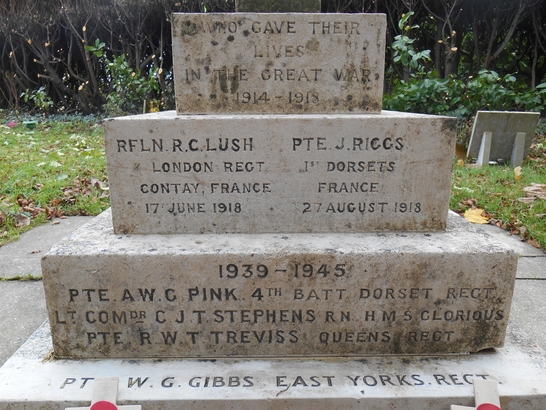 WHO GAVE THEIR
LIVES
IN THE GREAT WAR
1914-1918
RFLN. R. C. LUSH PTE. J. RIGGS
LONDON REGT. 1ST DORSETS
CONTAY, FRANCE FRANCE
17 JUNE 1918 27 AUGUST 1918
1939-1945
PTE. A.W.G. PINK. 4TH BATT. DORSET REGT.
LT COMDR C J.T. STEPHENS R.N. H.M.S. GLORIOUS
PTE R.W.T. TREVISS QUEENS REGT
PTE W. G. GIBBS EAST YORKS. REGT.